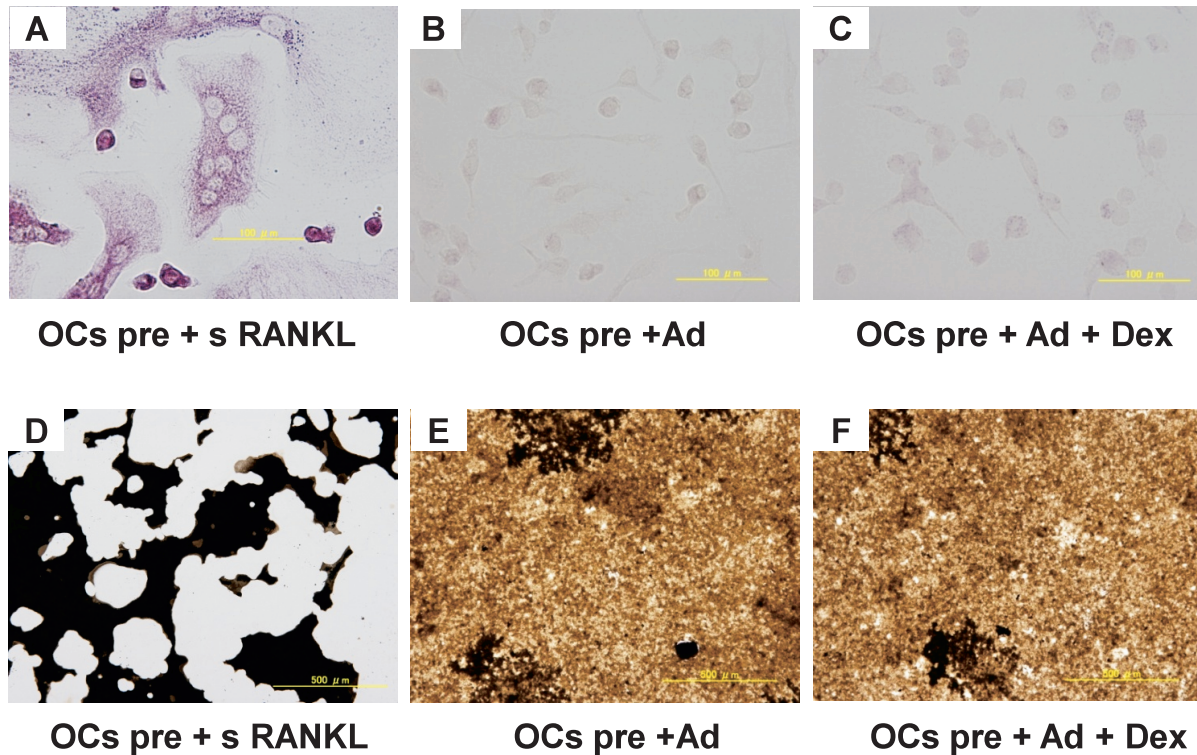 A
B
C
100 μm
100 μm
100 μm
OCs pre + s RANKL
OCs pre +Ad
OCs pre + Ad + Dex
D
E
F
500 μm
500 μm
500 μm
OCs pre + s RANKL
OCs pre +Ad
OCs pre + Ad + Dex